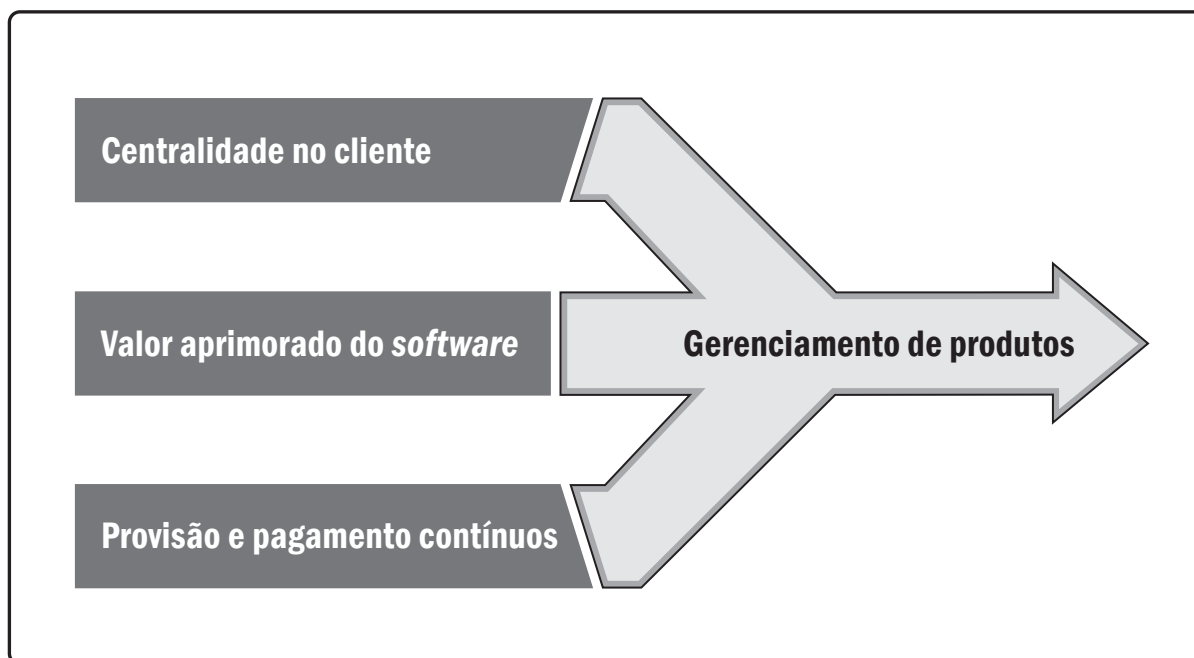 Centralidade no cliente
Valor aprimorado do software
Gerenciamento de produtos
Provisão e pagamento contínuos